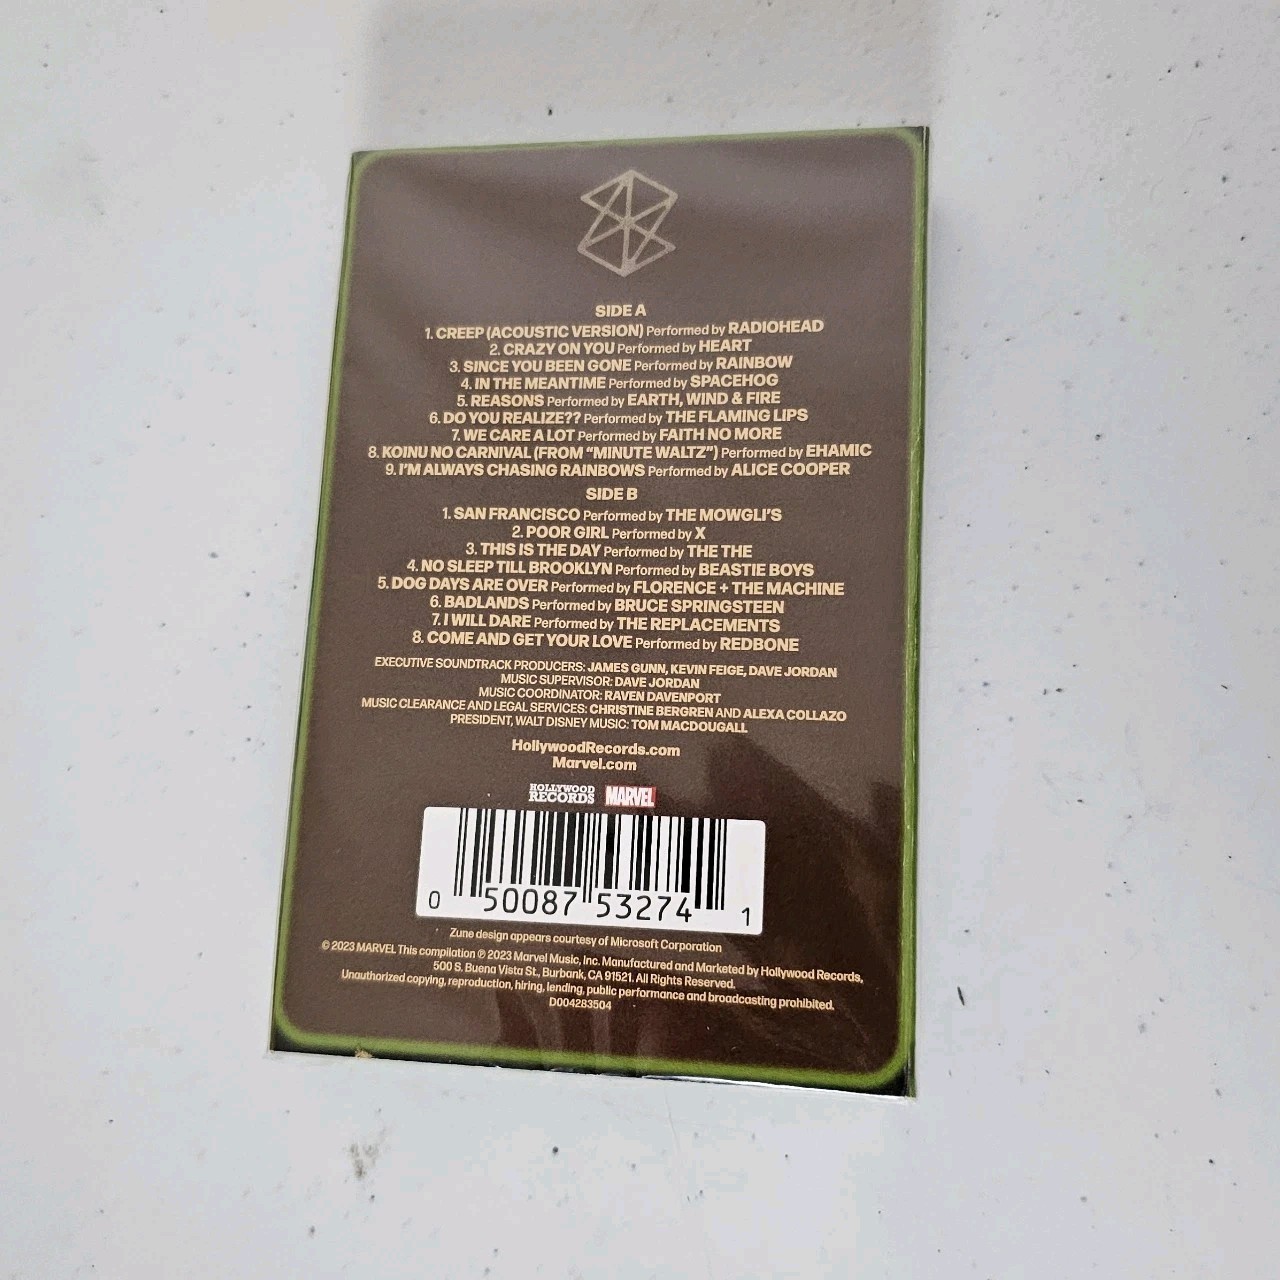 SIDE A
1. CREEP (ACOUSTIC VERSION) Performed by RADIOHEAD
2. CRAZY ON YOU Performed by HEART
3. SINCE YOU BEEN GONE Performed by RAINBOW
4. IN THE MEANTIME Performed by SPACEHOG
5. REASONS Performed by EARTH, WIND & FIRE
6. DO YOU REALIZE?? Performed by THE FLAMING LIPS
7. WE CARE A LOT Performed by FAITH NO MORE
8. KOINU NO CARNIVAL (FROM "MINUTE WALTZ") Performed by EHAMIC
9. I'M ALWAYS CHASING RAINBOWS Performed by ALICE COOPER
SIDE B
1. SAN FRANCISCO Performed by THE MOWGLI'S
2. POOR GIRL Performed by X
3. THIS IS THE DAY Performed by THE THE
4. NO SLEEP TILL BROOKLYN Performed by BEASTIE BOYS
5. DOG DAYS ARE OVER Performed by FLORENCE + THE MACHINE
6. BADLANDS Performed by BRUCE SPRINGSTEEN
7. I WILL DARE Performed by THE REPLACEMENTS
8. COME AND GET YOUR LOVE Performed by REDBONE
EXECUTIVE SOUNDTRACK PRODUCERS: JAMES GUNN, KEVIN FEIGE, DAVE JORDAN
MUSIC SUPERVISOR: DAVE JORDAN
MUSIC COORDINATOR: RAVEN DAVENPORT
MUSIC CLEARANCE AND LEGAL SERVICES: CHRISTINE BERGREN AND ALEXA COLLAZO
PRESIDENT, WALT DISNEY MUSIC: TOM MACDOUGALL
HollywoodRecords.com
Marvel.com
HOLLYWOOD RECORDS MARVEL
0 50087 53274 1
Zune design appears courtesy of Microsoft Corporation
© 2023 MARVEL This compilation ℗ 2023 Marvel Music, Inc. Manufactured and Marketed by Hollywood Records,
500 S. Buena Vista St., Burbank, CA 91521. All Rights Reserved.
Unauthorized copying, reproduction, hiring, lending, public performance and broadcasting prohibited.
D004283504